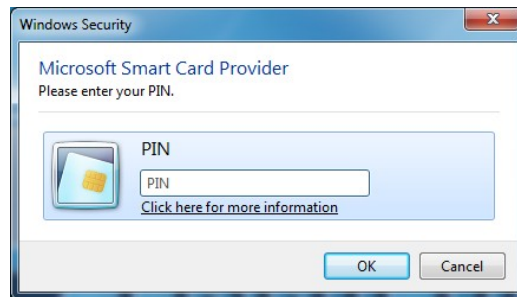 Windows Security
Microsoft Smart Card Provider
Please enter your PIN.
PIN
PIN
Click here for more information
OK
Cancel